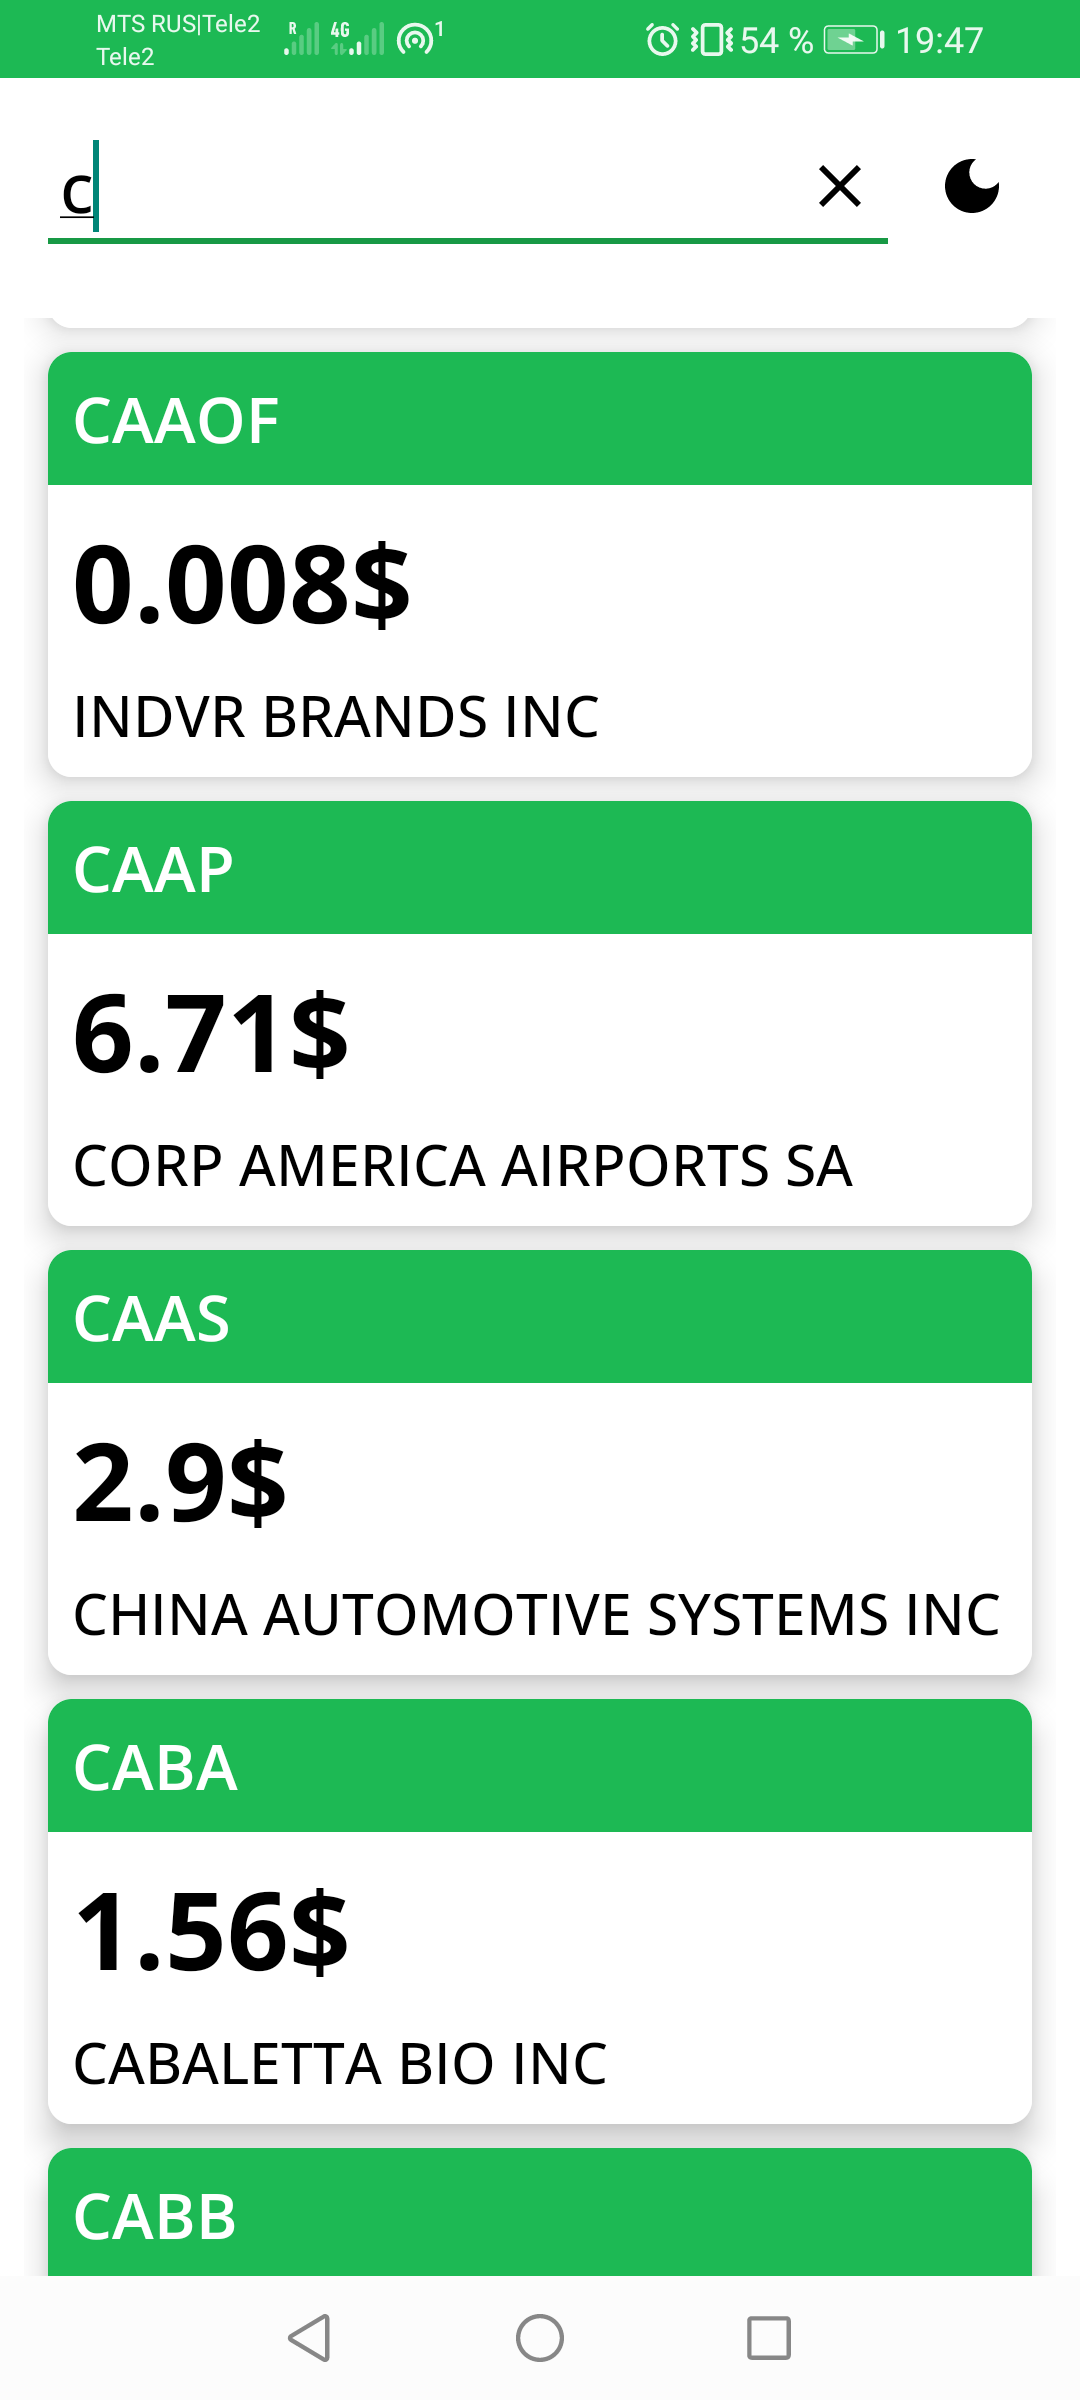 MTS RUS|Tele2
Tele2
R
4G
1
54 %
19:47
c
CAAOF
0.008$
INDVR BRANDS INC
CAAP
6.71$
CORP AMERICA AIRPORTS SA
CAAS
2.9$
CHINA AUTOMOTIVE SYSTEMS INC
CABA
1.56$
CABALETTA BIO INC
CABB